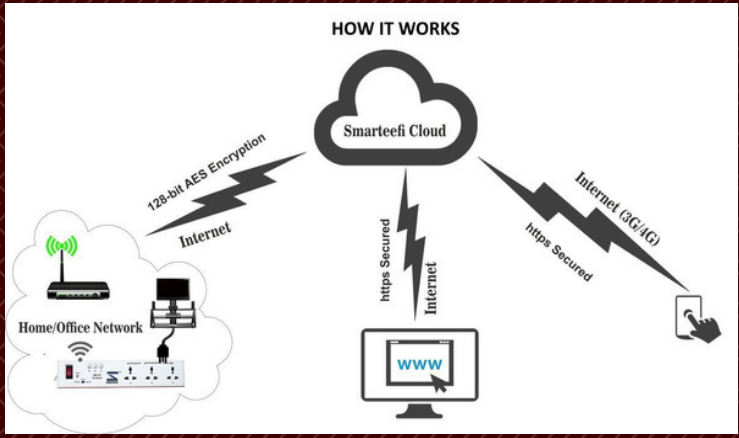 HOW IT WORKS
Smarteefi Cloud
128-bit AES Encryption
Internet
https Secured
Internet
Internet (3G/4G)
https Secured
Home/Office Network
www